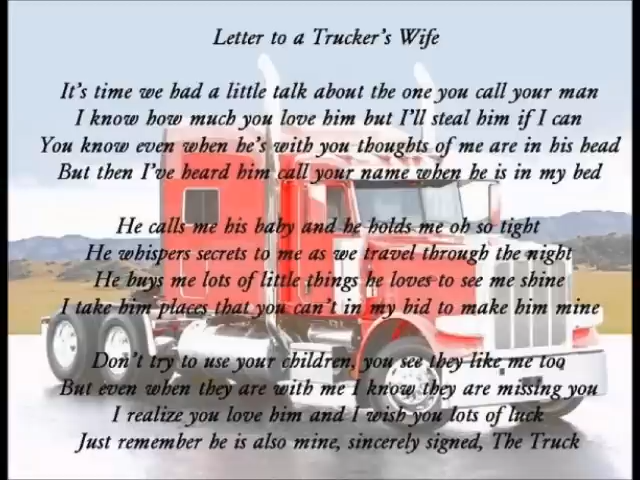 Letter to a Trucker's Wife
It's time we had a little talk about the one you call your man
I know how much you love him but I'll steal him if I can
You know even when he's with you thoughts of me are in his head
But then I've heard him call your name when he is in my bed
He calls me his baby and he holds me oh so tight
He whispers secrets to me as we travel through the night
He buys me lots of little things he loves to see me shine
I take him places that you can't in my bid to make him mine
Don't try to use your children, you see they like me too
But even when they are with me I know they are missing you
I realize you love him and I wish you lots of luck
Just remember he is also mine, sincerely signed, The Truck